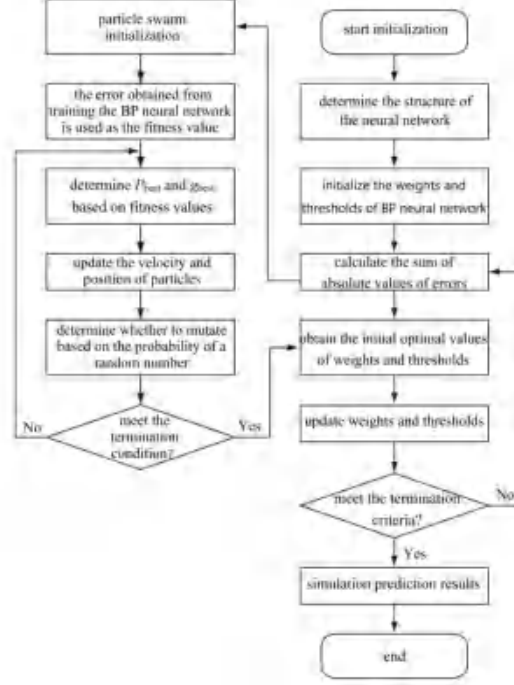 particle swarm
initialization
the error obtained from
training the BP neural network
is used as the fitness value
determine Pbest and gbest
based on fitness values
update the velocity and
position of particles
determine whether to mutate
based on the probability of a
random number
No
meet the
termination
condition?
Yes
start initialization
determine the structure of
the neural network
initialize the weights and
thresholds of BP neural network
calculate the sum of
absolute values of errors
obtain the initial optimal values
of weights and thresholds
update weights and thresholds
meet the termination
criteria?
No
Yes
simulation prediction results
end